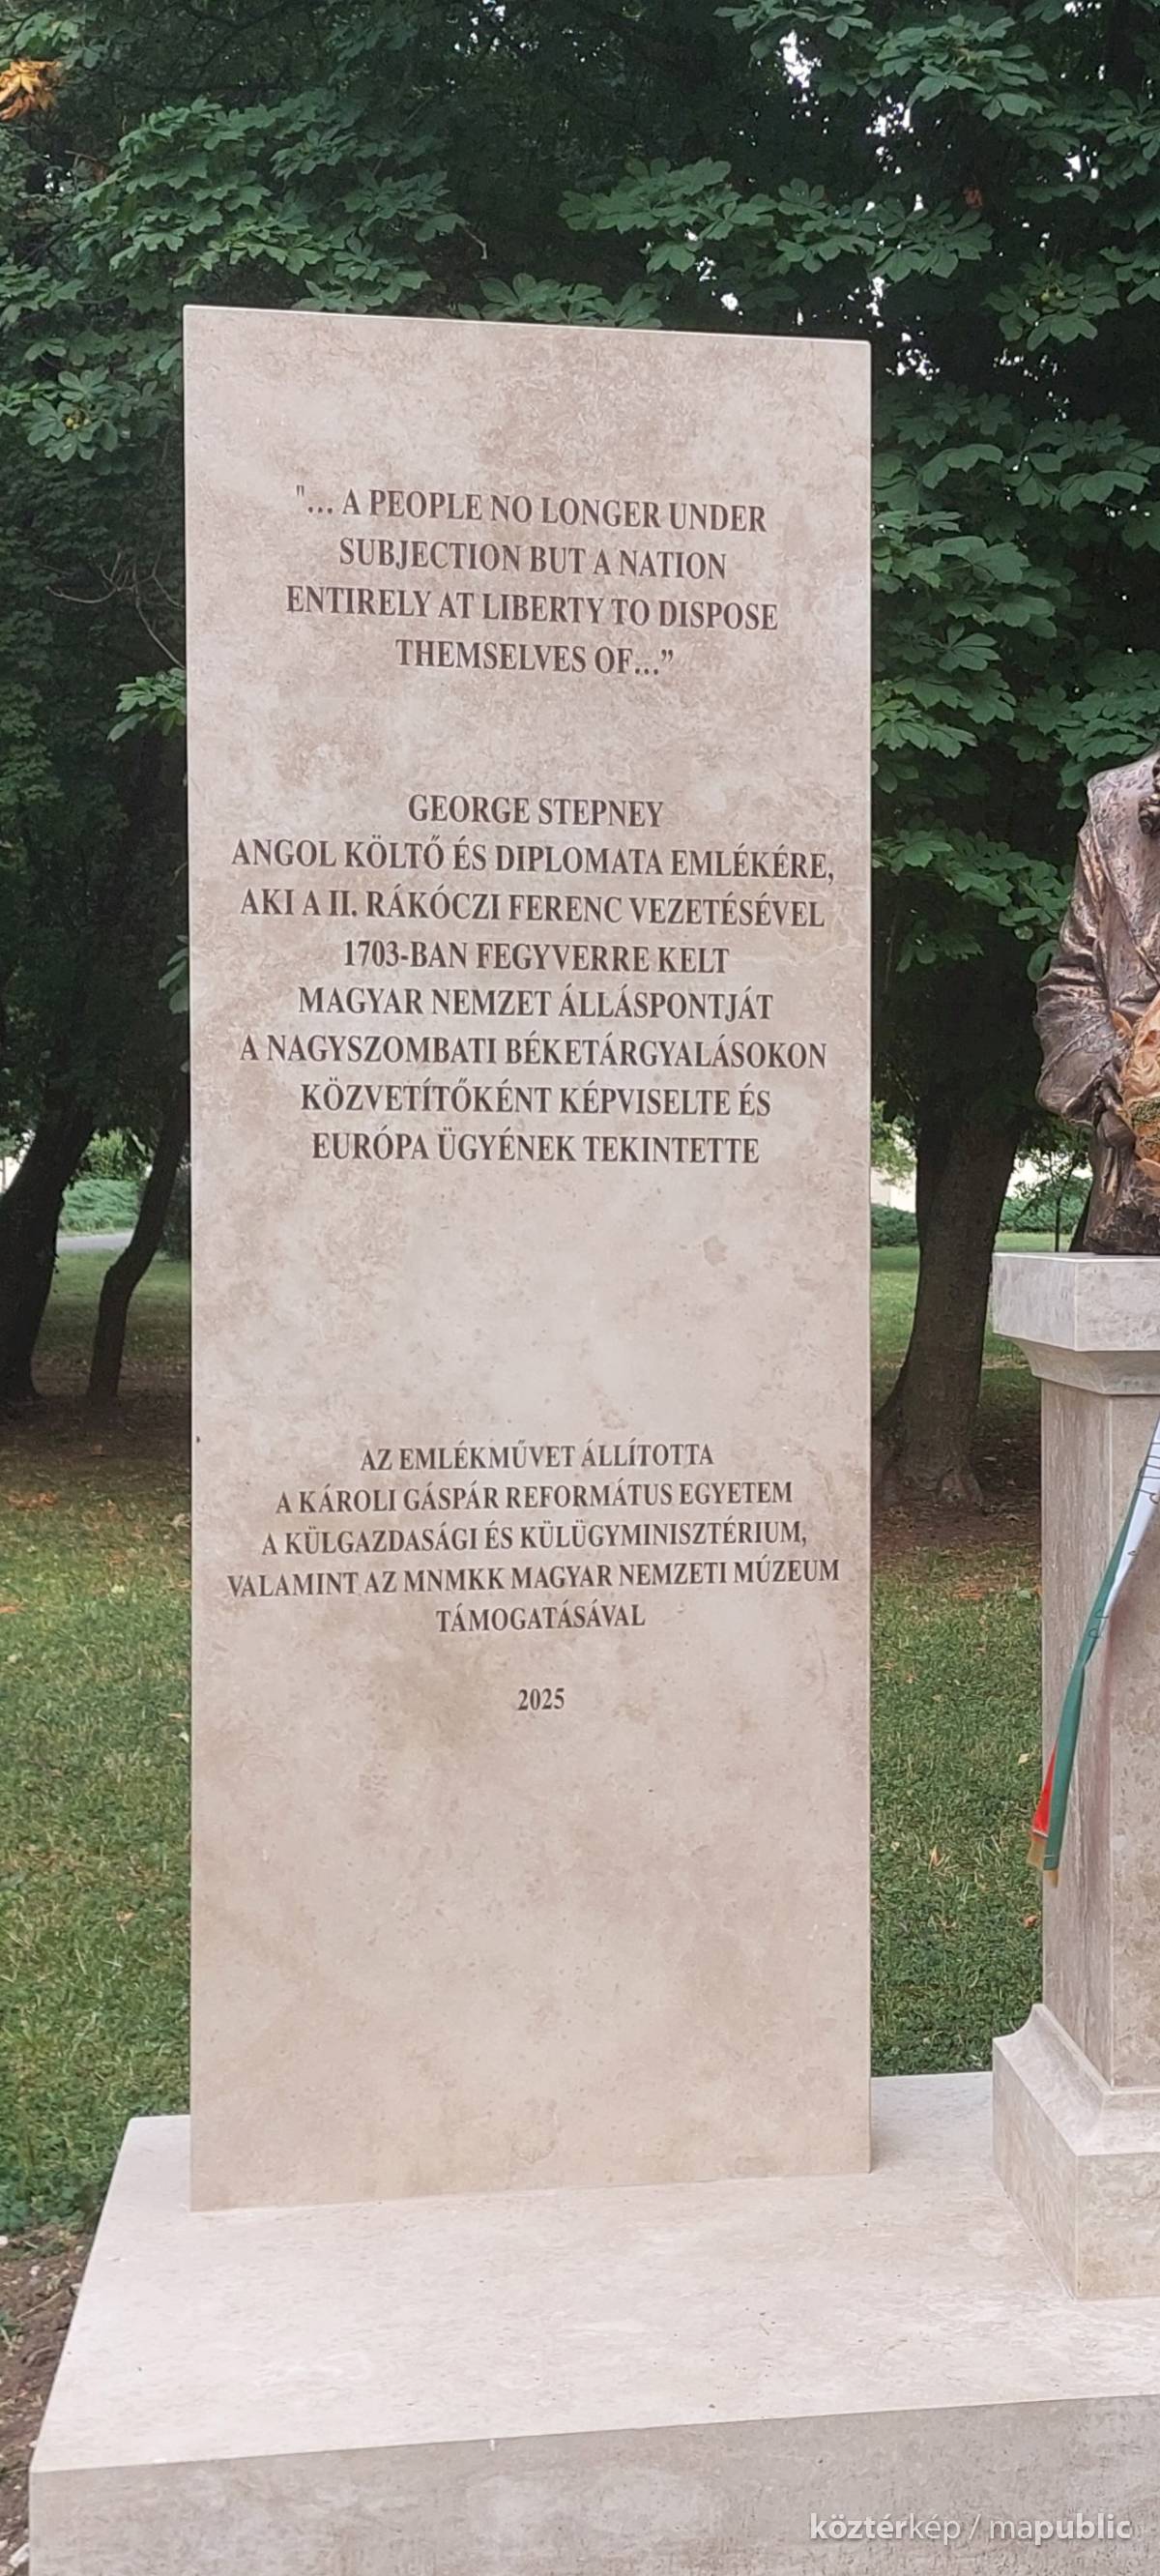 "... A PEOPLE NO LONGER UNDER
SUBJECTION BUT A NATION
ENTIRELY AT LIBERTY TO DISPOSE
THEMSELVES OF...”
GEORGE STEPNEY
ANGOL KÖLTŐ ÉS DIPLOMATA EMLÉKÉRE,
AKI A II. RÁKÓCZI FERENC VEZETÉSÉVEL
1703-BAN FEGYVERRE KELT
MAGYAR NEMZET ÁLLÁSPONTJÁT
A NAGYSZOMBATI BÉKETÁRGYALÁSOKON
KÖZVETÍTŐKÉNT KÉPVISELTE ÉS
EURÓPA ÜGYÉNEK TEKINTETTE
AZ EMLÉKMŰVET ÁLLÍTOTTA
A KÁROLI GÁSPÁR REFORMÁTUS EGYETEM
A KÜLGAZDASÁGI ÉS KÜLÜGYMINISZTÉRIUM,
VALAMINT AZ MNMKK MAGYAR NEMZETI MÚZEUM
TÁMOGATÁSÁVAL
2025
köztérkép / mapublic